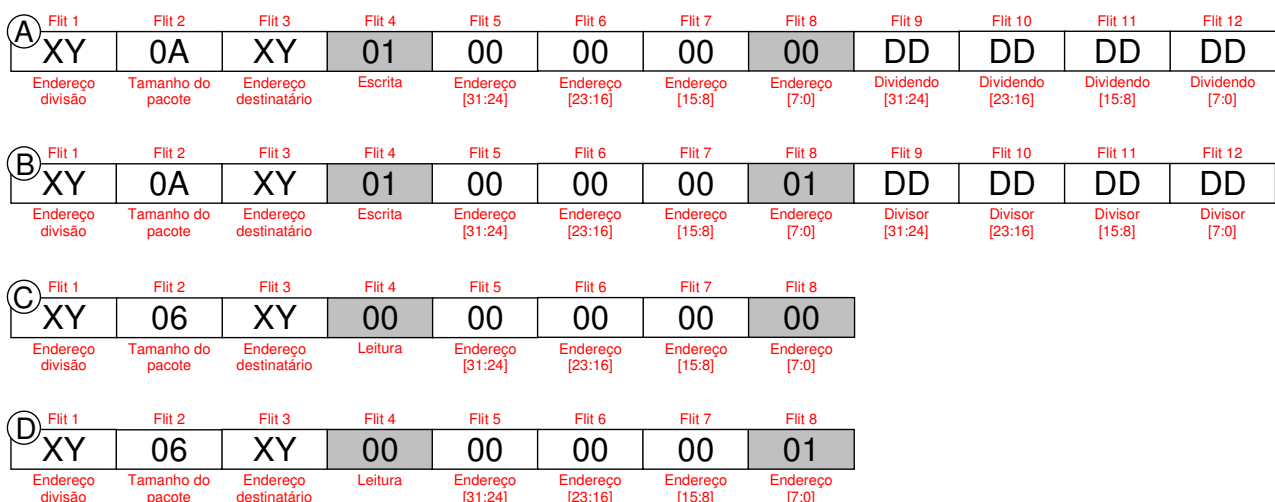 A
Flit 1 Flit 2 Flit 3 Flit 4 Flit 5 Flit 6 Flit 7 Flit 8 Flit 9 Flit 10 Flit 11 Flit 12
XY 0A XY 01 00 00 00 00 DD DD DD DD
Endereço Tamanho do Endereço Escrita Endereço Endereço Endereço Endereço Dividendo Dividendo Dividendo Dividendo
divisão pacote destinatário [31:24] [23:16] [15:8] [7:0] [31:24] [23:16] [15:8] [7:0]
B
Flit 1 Flit 2 Flit 3 Flit 4 Flit 5 Flit 6 Flit 7 Flit 8 Flit 9 Flit 10 Flit 11 Flit 12
XY 0A XY 01 00 00 00 01 DD DD DD DD
Endereço Tamanho do Endereço Escrita Endereço Endereço Endereço Endereço Divisor Divisor Divisor Divisor
divisão pacote destinatário [31:24] [23:16] [15:8] [7:0] [31:24] [23:16] [15:8] [7:0]
C
Flit 1 Flit 2 Flit 3 Flit 4 Flit 5 Flit 6 Flit 7 Flit 8
XY 06 XY 00 00 00 00 00
Endereço Tamanho do Endereço Leitura Endereço Endereço Endereço Endereço
divisão pacote destinatário [31:24] [23:16] [15:8] [7:0]
D
Flit 1 Flit 2 Flit 3 Flit 4 Flit 5 Flit 6 Flit 7 Flit 8
XY 06 XY 00 00 00 00 01
Endereço Tamanho do Endereço Leitura Endereço Endereço Endereço Endereço
divisão pacote destinatário [31:24] [23:16] [15:8] [7:0]